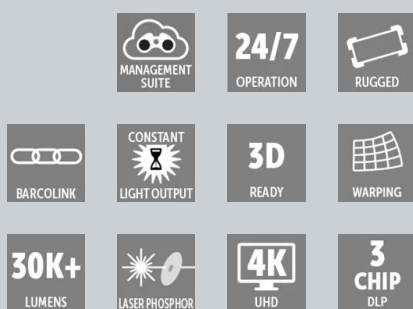 MANAGEMENT
SUITE
24/7
OPERATION
RUGGED
BARCOLINK
CONSTANT
LIGHT OUTPUT
3D
READY
WARPING
30K+
LUMENS
LASER PHOSPHOR
4K
UHD
3
CHIP
DLP